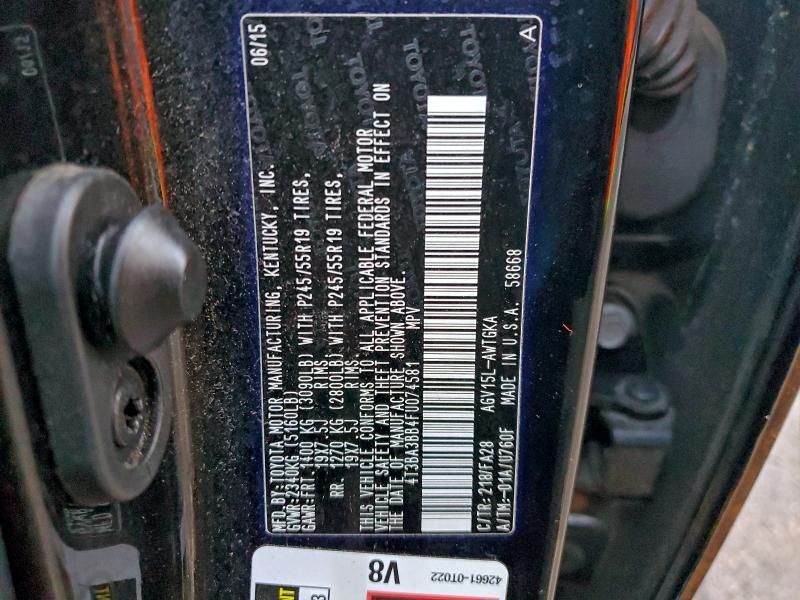 MFD.BY:TOYOTA MOTOR MANUFACTURING, KENTUCKY, INC. 06/15
GVWR:2340KG (5160LB)
GAWR:FRT. 1400 KG (3090LB) WITH P245/55R19 TIRES,
19X7.5J RIMS.
RR. 1270 KG (2800LB) WITH P245/55R19 TIRES,
19X7.5J RIMS.
THIS VEHICLE CONFORMS TO ALL APPLICABLE FEDERAL MOTOR
VEHICLE SAFETY AND THEFT PREVENTION STANDARDS IN EFFECT ON
THE DATE OF MANUFACTURE SHOWN ABOVE.
4T3BA3BB4FU074581 MPV
C/TR:218/FA28 AGV15L-AWTGKA
A/TM-01A/U760F MADE IN U.S.A. 58668 A
V8 42661-0T022